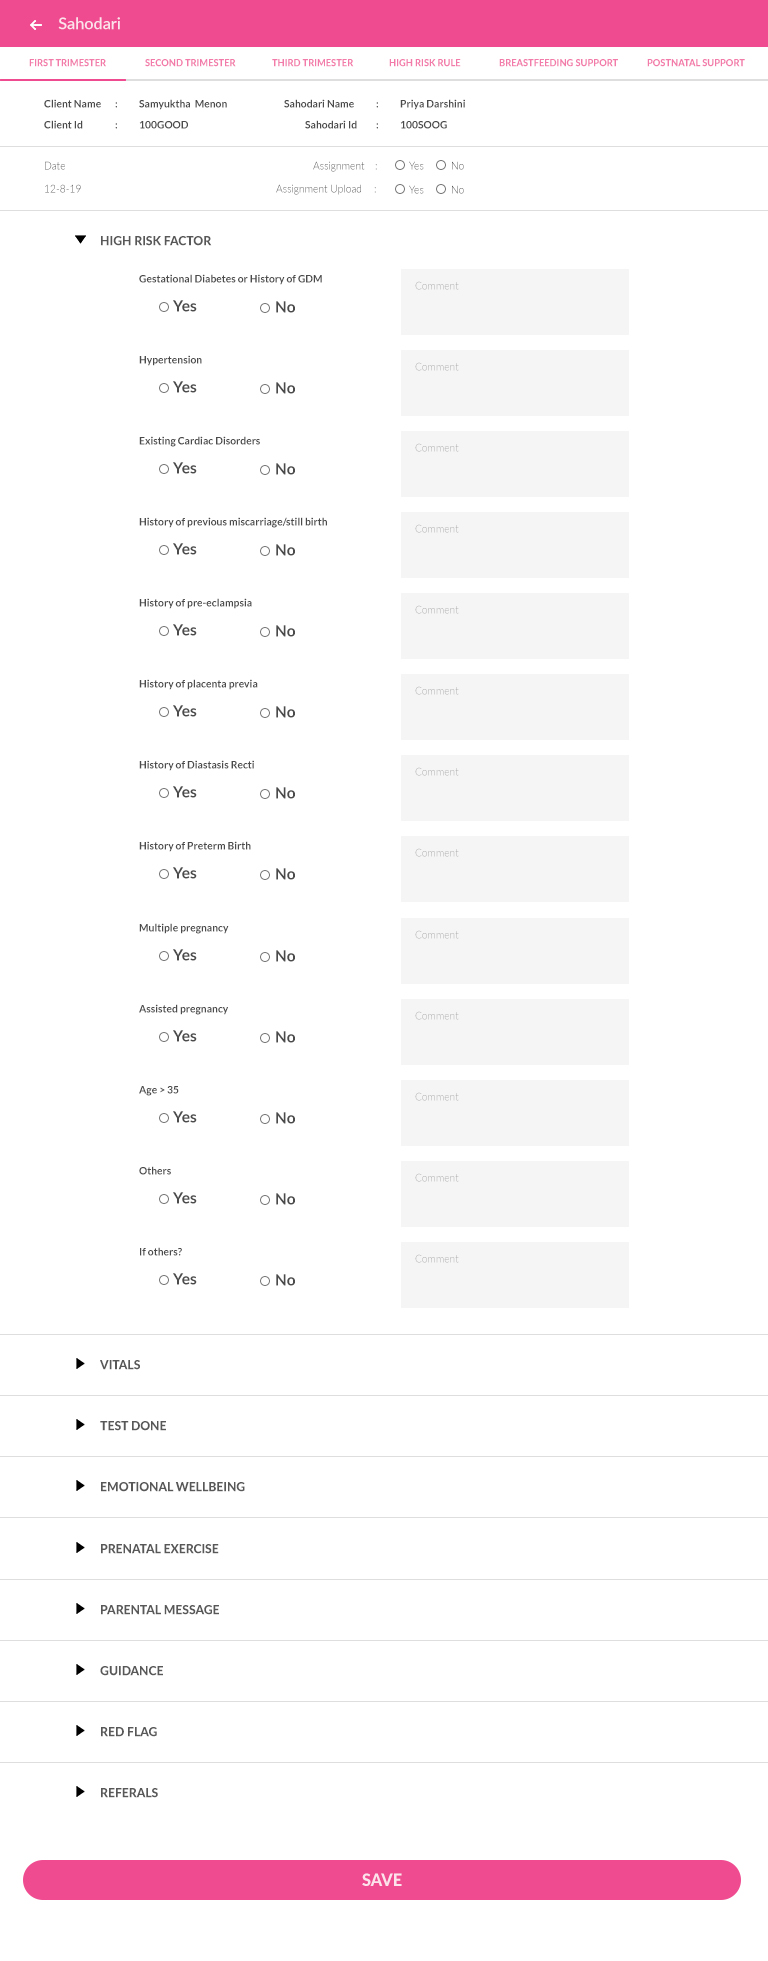 Sahodari
FIRST TRIMESTER SECOND TRIMESTER THIRD TRIMESTER HIGH RISK RULE BREASTFEEDING SUPPORT POSTNATAL SUPPORT
Client Name : Samyuktha Menon Sahodari Name : Priya Darshini
Client Id : 100GOOD Sahodari Id : 100SOOG
Date Assignment : Yes No
12-8-19 Assignment Upload : Yes No
HIGH RISK FACTOR
Gestational Diabetes or History of GDM
Comment
Yes No
Hypertension
Comment
Yes No
Existing Cardiac Disorders
Comment
Yes No
History of previous miscarriage/still birth
Comment
Yes No
History of pre-eclampsia
Comment
Yes No
History of placenta previa
Comment
Yes No
History of Diastasis Recti
Comment
Yes No
History of Preterm Birth
Comment
Yes No
Multiple pregnancy
Comment
Yes No
Assisted pregnancy
Comment
Yes No
Age > 35
Comment
Yes No
Others
Comment
Yes No
If others?
Comment
Yes No
VITALS
TEST DONE
EMOTIONAL WELLBEING
PRENATAL EXERCISE
PARENTAL MESSAGE
GUIDANCE
RED FLAG
REFERALS
SAVE